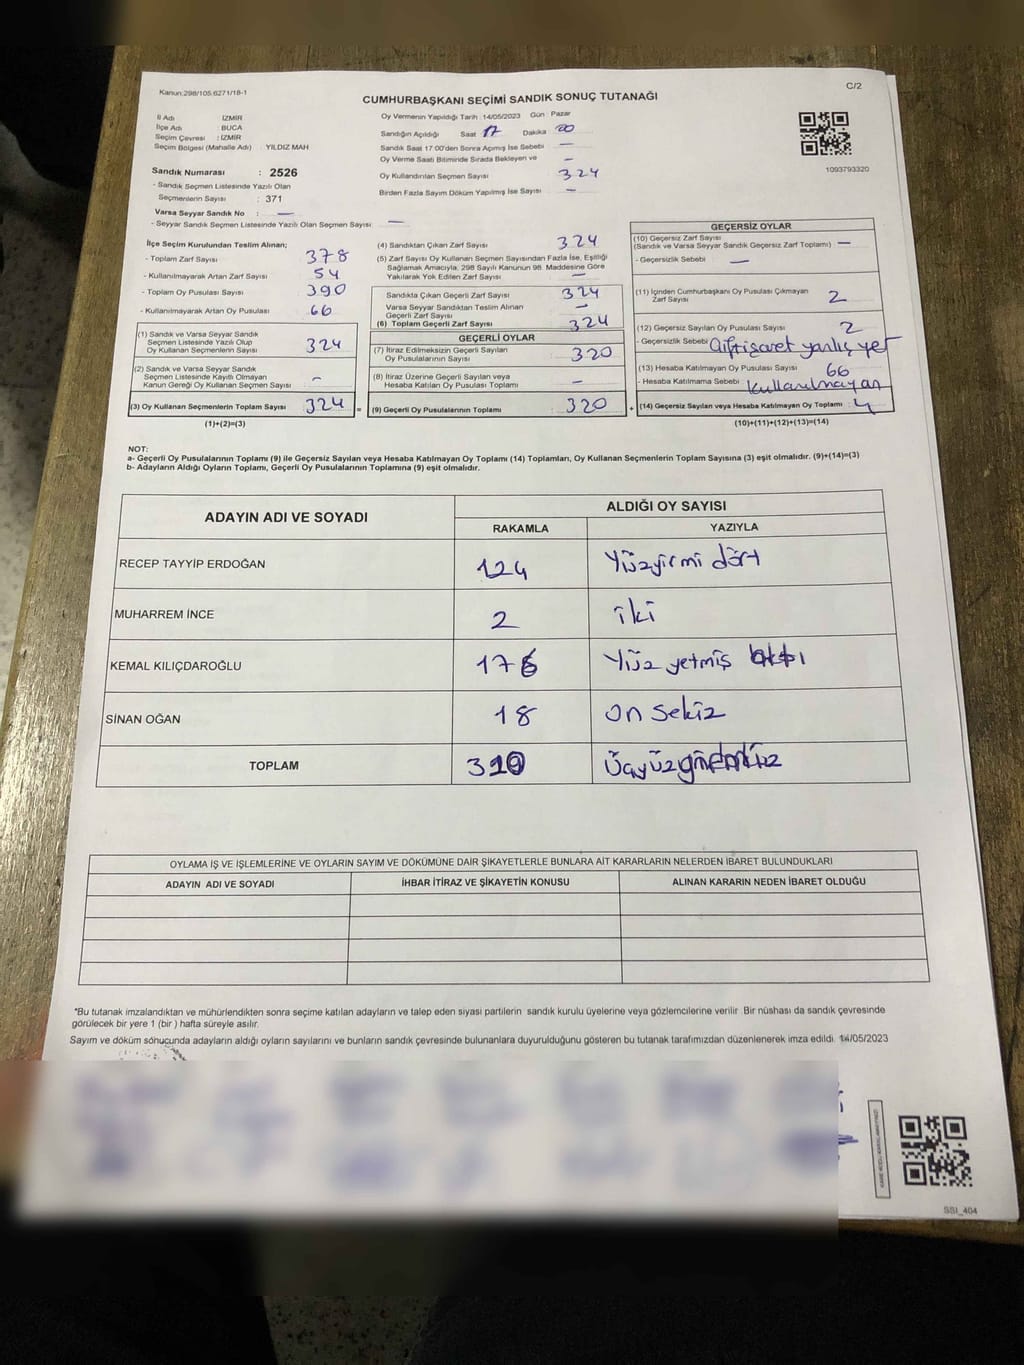 Kanun:298/105.6271/18-1
C/2
CUMHURBAŞKANI SEÇİMİ SANDIK SONUÇ TUTANAĞI
İl Adı : İZMİR
İlçe Adı : BUCA
Seçim Çevresi : İZMİR
Seçim Bölgesi (Mahalle Adı) : YILDIZ MAH
Sandık Numarası : 2526
- Sandık Seçmen Listesinde Yazılı Olan
Seçmenlerin Sayısı : 371
Varsa Seyyar Sandık No : —
- Seyyar Sandık Seçmen Listesinde Yazılı Olan Seçmen Sayısı: —
Oy Vermenin Yapıldığı Tarih : 14/05/2023 Gün : Pazar
Sandığın Açıldığı Saat 17 Dakika 00
Sandık Saat 17:00'den Sonra Açılmış İse Sebebi —
Oy Verme Saati Bitiminde Sırada Bekleyen ve —
Oy Kullandırılan Seçmen Sayısı 324
Birden Fazla Sayım Döküm Yapılmış İse Sayısı —
1093793320
İlçe Seçim Kurulundan Teslim Alınan;
- Toplam Zarf Sayısı 378
- Kullanılmayarak Artan Zarf Sayısı 54
- Toplam Oy Pusulası Sayısı 390
- Kullanılmayarak Artan Oy Pusulası 66
(1) Sandık ve Varsa Seyyar Sandık
Seçmen Listesinde Yazılı Olup
Oy Kullanan Seçmenlerin Sayısı 324
(2) Sandık ve Varsa Seyyar Sandık
Seçmen Listesinde Kayıtlı Olmayan
Kanun Gereği Oy Kullanan Seçmen Sayısı —
(3) Oy Kullanan Seçmenlerin Toplam Sayısı 324 =
(1)+(2)=(3)
(4) Sandıktan Çıkan Zarf Sayısı 324
(5) Zarf Sayısı Oy Kullanan Seçmen Sayısından Fazla İse, Eşitliği
Sağlamak Amacıyla, 298 Sayılı Kanunun 98. Maddesine Göre
Yakılarak Yok Edilen Zarf Sayısı —
Sandıkta Çıkan Geçerli Zarf Sayısı 324
Varsa Seyyar Sandıktan Teslim Alınan
Geçerli Zarf Sayısı —
(6) Toplam Geçerli Zarf Sayısı 324
GEÇERLİ OYLAR
(7) İtiraz Edilmeksizin Geçerli Sayılan
Oy Pusulalarının Sayısı 320
(8) İtiraz Üzerine Geçerli Sayılan veya
Hesaba Katılan Oy Pusulası Toplamı —
(9) Geçerli Oy Pusulalarının Toplamı 320 +
GEÇERSİZ OYLAR
(10) Geçersiz Zarf Sayısı
(Sandık ve Varsa Seyyar Sandık Geçersiz Zarf Toplamı) —
- Geçersizlik Sebebi —
(11) İçinden Cumhurbaşkanı Oy Pusulası Çıkmayan
Zarf Sayısı 2
(12) Geçersiz Sayılan Oy Pusulası Sayısı 2
- Geçersizlik Sebebi Çift işaret yanlış yer
(13) Hesaba Katılmayan Oy Pusulası Sayısı 66
- Hesaba Katılmama Sebebi Kullanılmayan
(14) Geçersiz Sayılan veya Hesaba Katılmayan Oy Toplamı : 4
(10)+(11)+(12)+(13)=(14)
NOT:
a- Geçerli Oy Pusulalarının Toplamı (9) ile Geçersiz Sayılan veya Hesaba Katılmayan Oy Toplamı (14) Toplamları, Oy Kullanan Seçmenlerin Toplam Sayısına (3) eşit olmalıdır. (9)+(14)=(3)
b- Adayların Aldığı Oyların Toplamı, Geçerli Oy Pusulalarının Toplamına (9) eşit olmalıdır.
ADAYIN ADI VE SOYADI
ALDIĞI OY SAYISI
RAKAMLA YAZIYLA
RECEP TAYYİP ERDOĞAN 124 Yüzyirmi dört
MUHARREM İNCE 2 iki
KEMAL KILIÇDAROĞLU 176 Yüz yetmiş altı
SİNAN OĞAN 18 on sekiz
TOPLAM Üçyüz
OYLAMA İŞ VE İŞLEMLERİNE VE OYLARIN SAYIM VE DÖKÜMÜNE DAİR ŞİKAYETLERLE BUNLARA AİT KARARLARIN NELERDEN İBARET BULUNDUKLARI
ADAYIN ADI VE SOYADI İHBAR İTİRAZ VE ŞİKAYETİN KONUSU ALINAN KARARIN NEDEN İBARET OLDUĞU
*Bu tutanak imzalandıktan ve mühürlendikten sonra seçime katılan adayların ve talep eden siyasi partilerin sandık kurulu üyelerine veya gözlemcilerine verilir. Bir nüshası da sandık çevresinde
görülecek bir yere 1 (bir) hafta süreyle asılır.
Sayım ve döküm sonucunda adayların aldığı oyların sayılarını ve bunların sandık çevresinde bulunanlara duyurulduğunu gösteren bu tutanak tarafımızdan düzenlenerek imza edildi. 14/05/2023
SSI_404